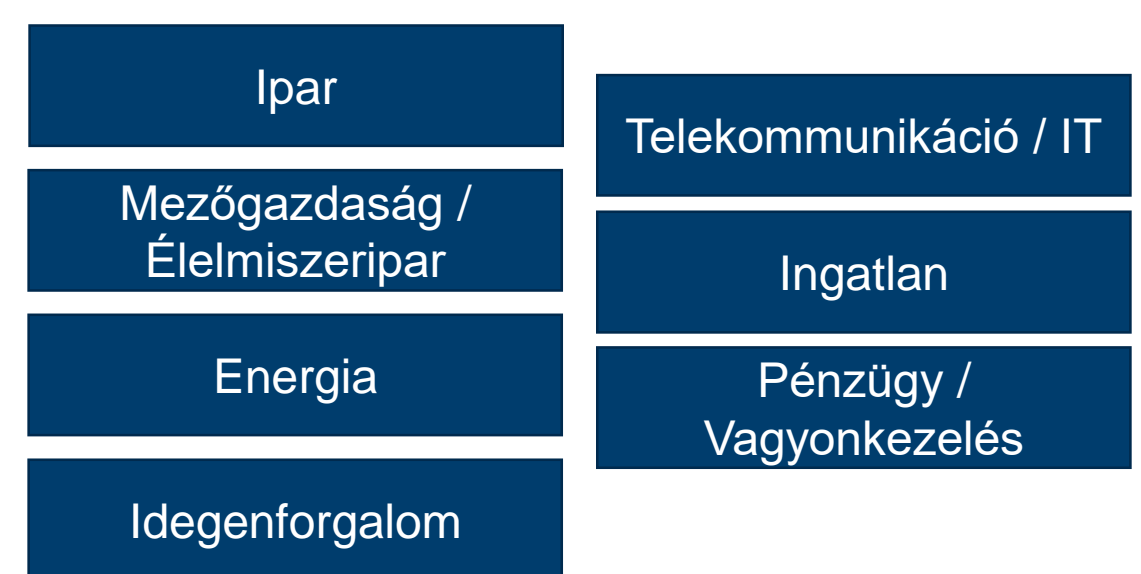 Ipar
Mezőgazdaság /
Élelmiszeripar
Energia
Idegenforgalom
Telekommunikáció / IT
Ingatlan
Pénzügy /
Vagyonkezelés